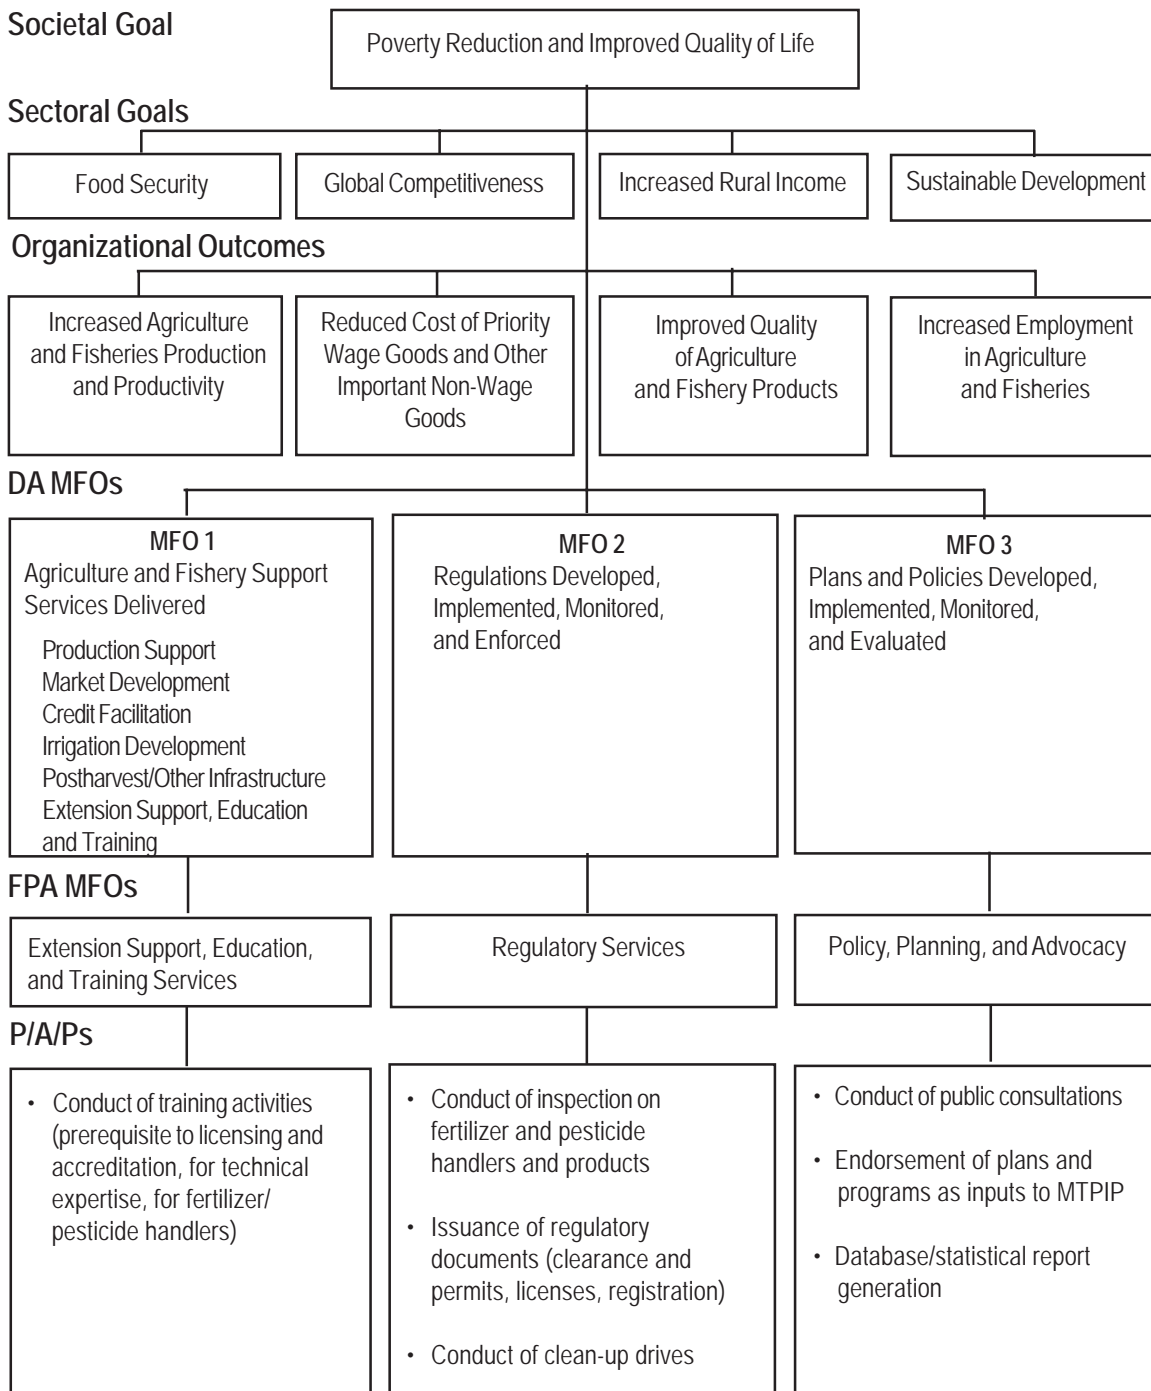 Societal Goal
Poverty Reduction and Improved Quality of Life
Sectoral Goals
Food Security
Global Competitiveness
Increased Rural Income
Sustainable Development
Organizational Outcomes
Increased Agriculture
and Fisheries Production
and Productivity
Reduced Cost of Priority
Wage Goods and Other
Important Non-Wage
Goods
Improved Quality
of Agriculture
and Fishery Products
Increased Employment
in Agriculture
and Fisheries
DA MFOs
MFO 1
Agriculture and Fishery Support
Services Delivered
Production Support
Market Development
Credit Facilitation
Irrigation Development
Postharvest/Other Infrastructure
Extension Support, Education
and Training
MFO 2
Regulations Developed,
Implemented, Monitored,
and Enforced
MFO 3
Plans and Policies Developed,
Implemented, Monitored,
and Evaluated
FPA MFOs
Extension Support, Education,
and Training Services
Regulatory Services
Policy, Planning, and Advocacy
P/A/Ps
• Conduct of training activities
(prerequisite to licensing and
accreditation, for technical
expertise, for fertilizer/
pesticide handlers)
• Conduct of inspection on
fertilizer and pesticide
handlers and products
• Issuance of regulatory
documents (clearance and
permits, licenses, registration)
• Conduct of clean-up drives
• Conduct of public consultations
• Endorsement of plans and
programs as inputs to MTPIP
• Database/statistical report
generation